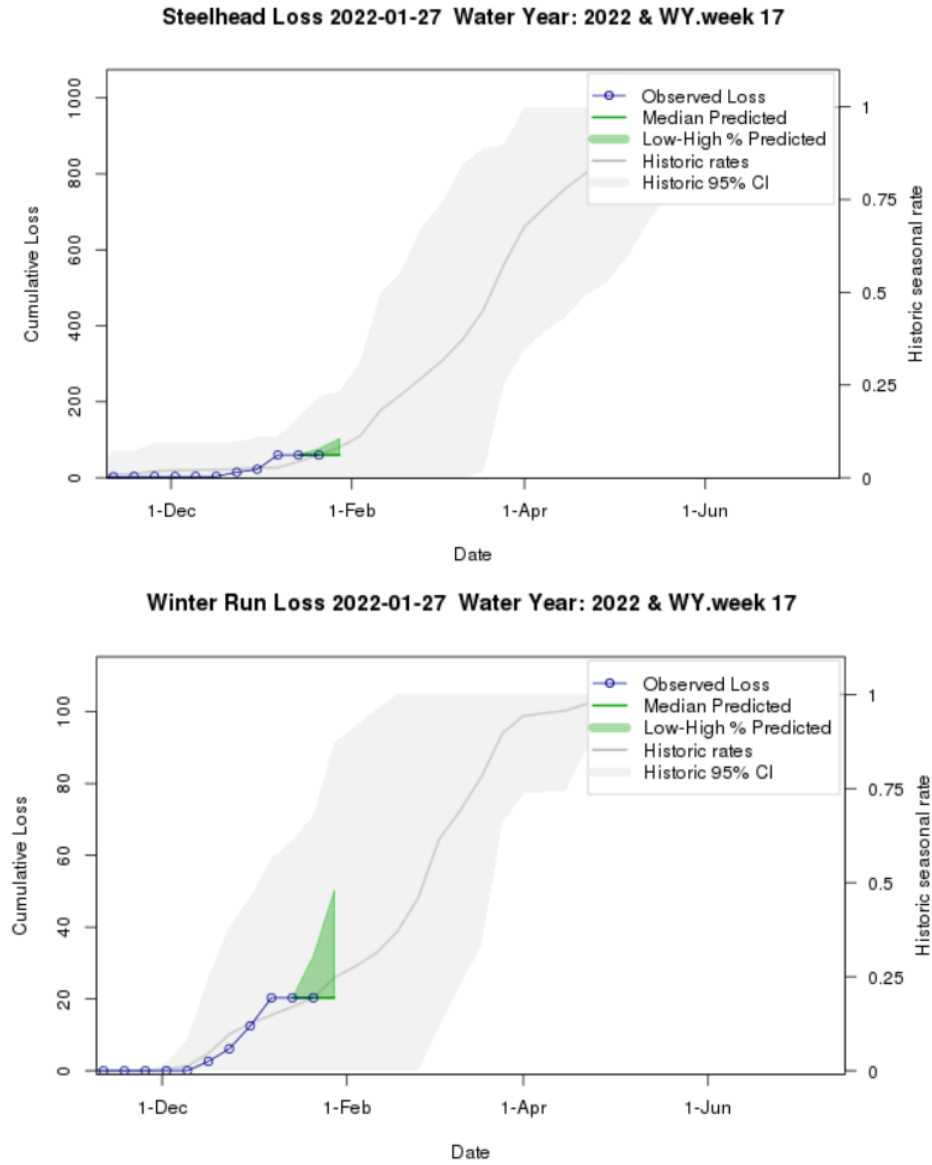 Steelhead Loss 2022-01-27 Water Year: 2022 & WY.week 17
1000
800
600
400
200
0
Cumulative Loss
Observed Loss
Median Predicted
Low-High % Predicted
Historic rates
Historic 95% CI
1
0.75
0.5
0.25
0
Historic seasonal rate
1-Dec
1-Feb
1-Apr
1-Jun
Date
Winter Run Loss 2022-01-27 Water Year: 2022 & WY.week 17
100
80
60
40
20
0
Cumulative Loss
Observed Loss
Median Predicted
Low-High % Predicted
Historic rates
Historic 95% CI
1
0.75
0.5
0.25
0
Historic seasonal rate
1-Dec
1-Feb
1-Apr
1-Jun
Date